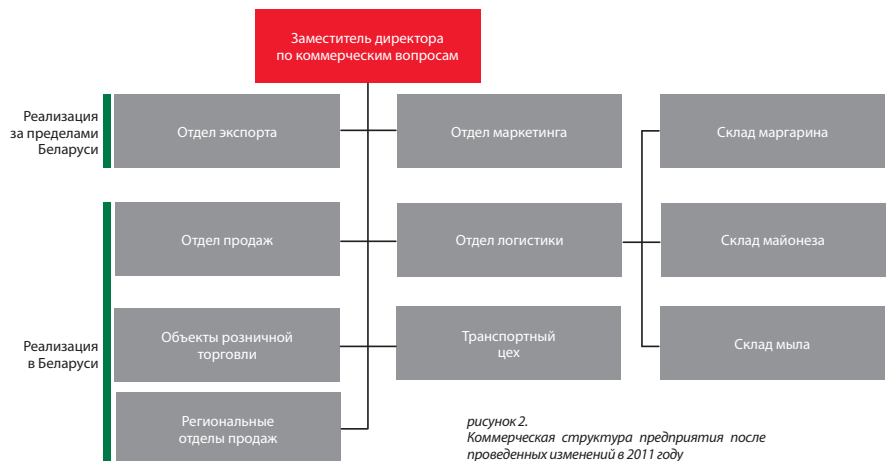 Заместитель директора
по коммерческим вопросам
Реализация
за пределами
Беларуси
Отдел экспорта
Отдел маркетинга
Склад маргарина
Отдел продаж
Отдел логистики
Склад майонеза
Реализация
в Беларуси
Объекты розничной
торговли
Транспортный
цех
Склад мыла
Региональные
отделы продаж
рисунок 2.
Коммерческая структура предприятия после
проведенных изменений в 2011 году